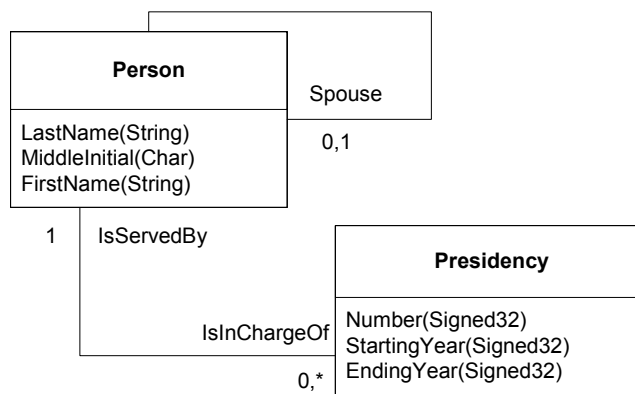 Person
LastName(String)
MiddleInitial(Char)
FirstName(String)
Spouse
0,1
1
IsServedBy
Presidency
Number(Signed32)
StartingYear(Signed32)
EndingYear(Signed32)
IsInChargeOf
0,*